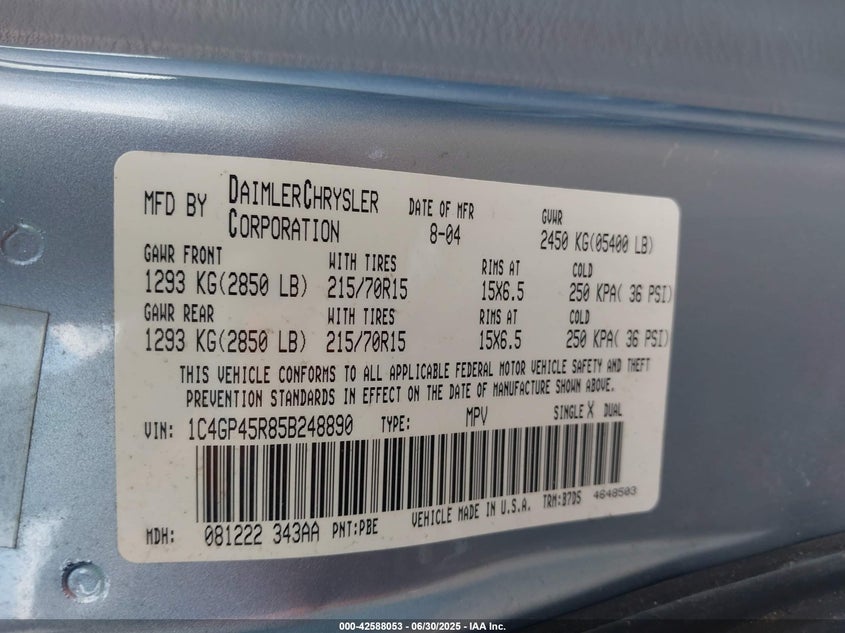 MFD BY DAIMLERCHRYSLER CORPORATION DATE OF MFR 8-04 GVWR 2450 KG(05400 LB)
GAWR FRONT WITH TIRES RIMS AT COLD
1293 KG(2850 LB) 215/70R15 15X6.5 250 KPA( 36 PSI)
GAWR REAR WITH TIRES RIMS AT COLD
1293 KG(2850 LB) 215/70R15 15X6.5 250 KPA( 36 PSI)
THIS VEHICLE CONFORMS TO ALL APPLICABLE FEDERAL MOTOR VEHICLE SAFETY AND THEFT
PREVENTION STANDARDS IN EFFECT ON THE DATE OF MANUFACTURE SHOWN ABOVE.
VIN: 1C4GP45R85B248890 TYPE: MPV SINGLE X DUAL
MDH: 081222 343AA PNT:PBE VEHICLE MADE IN U.S.A. TRM:B7D5 4648503
000-42588053 - 06/30/2025 - IAA Inc.